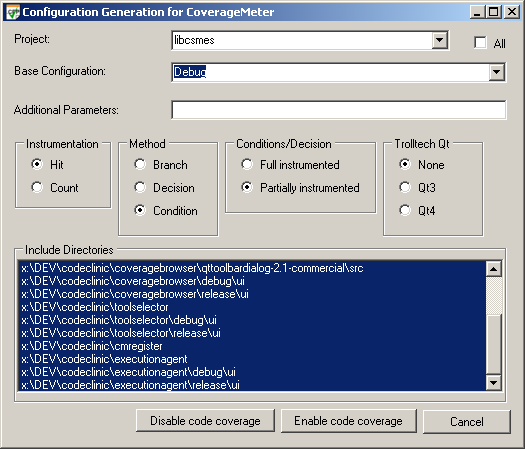 Configuration Generation for CoverageMeter
Project:
libcsmes
All
Base Configuration:
Debug
Additional Parameters:
Instrumentation
Hit
Count
Method
Branch
Decision
Condition
Conditions/Decision
Full instrumented
Partially instrumented
Trolltech Qt
None
Qt3
Qt4
Include Directories
x:\DEV\codeclinic\coveragebrowser\qttoolbardialog-2.1-commercial\src
x:\DEV\codeclinic\coveragebrowser\debug\ui
x:\DEV\codeclinic\coveragebrowser\release\ui
x:\DEV\codeclinic\toolselector
x:\DEV\codeclinic\toolselector\debug\ui
x:\DEV\codeclinic\toolselector\release\ui
x:\DEV\codeclinic\cmregister
x:\DEV\codeclinic\executionagent
x:\DEV\codeclinic\executionagent\debug\ui
x:\DEV\codeclinic\executionagent\release\ui
Disable code coverage
Enable code coverage
Cancel